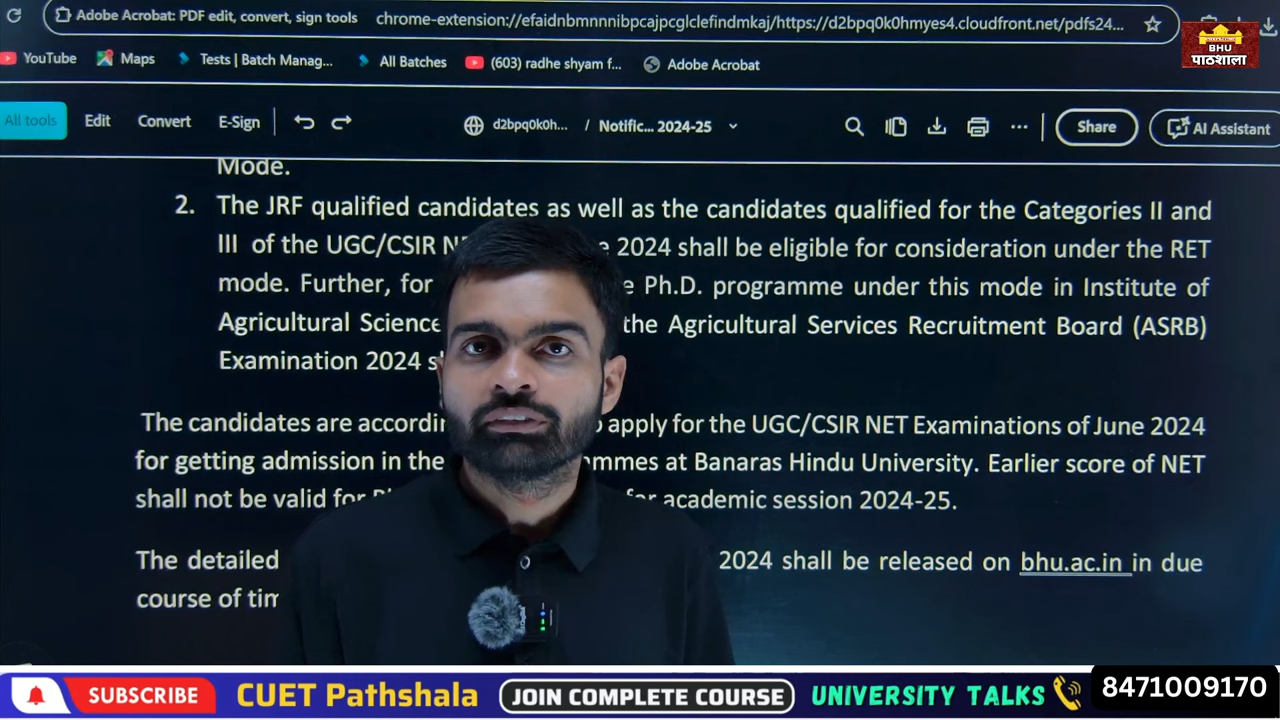 Adobe Acrobat: PDF edit, convert, sign tools chrome-extension://efaidnbmnnnibpcajpcglclefindmkaj/https://d2bpq0k0hmyes4.cloudfront.net/pdfs24...
BHU
पाठशाला
YouTube Maps Tests | Batch Manag... All Batches (603) radhe shyam f... Adobe Acrobat
All tools Edit Convert E-Sign d2bpq0k0h... / Notific... 2024-25 ... Share AI Assistant
Mode.
2. The JRF qualified candidates as well as the candidates qualified for the Categories II and
III of the UGC/CSIR 2024 shall be eligible for consideration under the RET
mode. Further, for Ph.D. programme under this mode in Institute of
Agricultural the Agricultural Services Recruitment Board (ASRB)
Examination 2024
The candidates are apply for the UGC/CSIR NET Examinations of June 2024
for getting admission in the at Banaras Hindu University. Earlier score of NET
shall not be valid for academic session 2024-25.
The detailed 2024 shall be released on bhu.ac.in in due
course of
SUBSCRIBE CUET Pathshala JOIN COMPLETE COURSE UNIVERSITY TALKS 8471009170